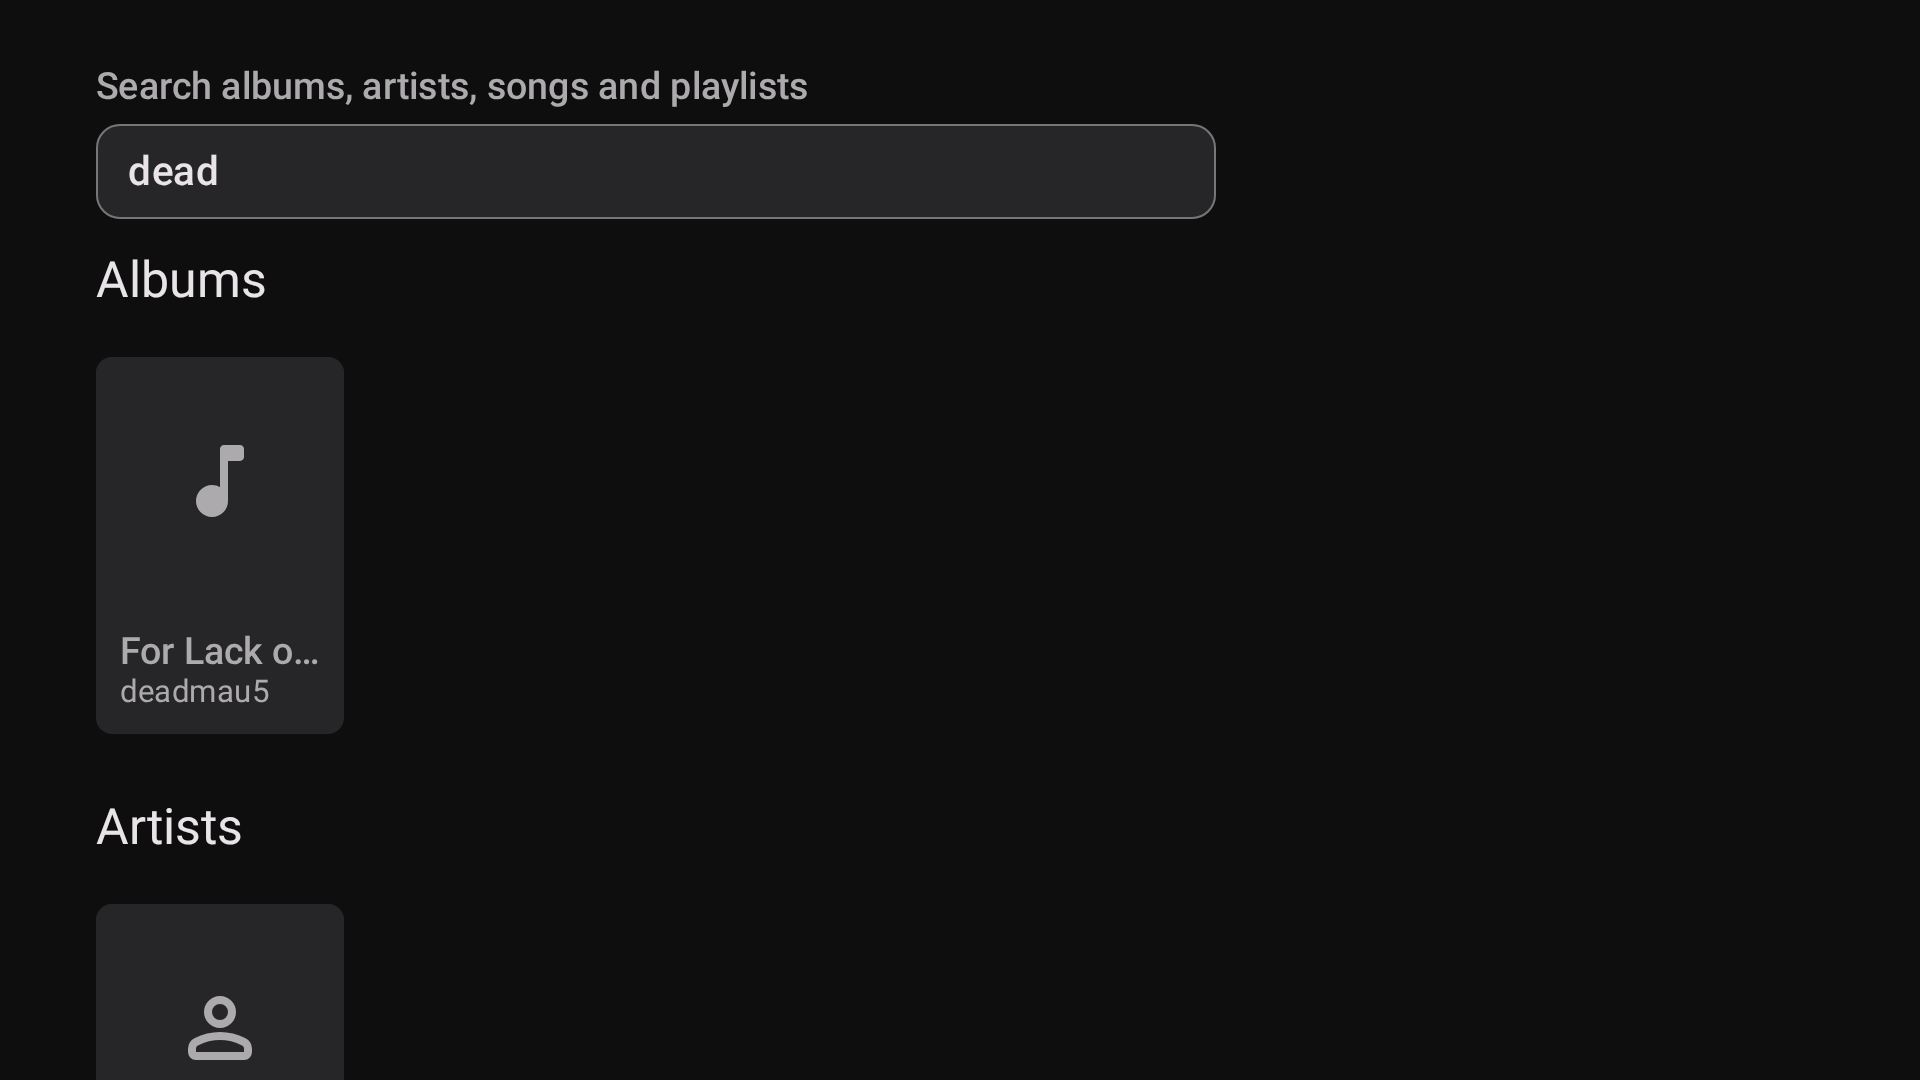 Search albums, artists, songs and playlists
dead
Albums
For Lack o...
deadmau5
Artists